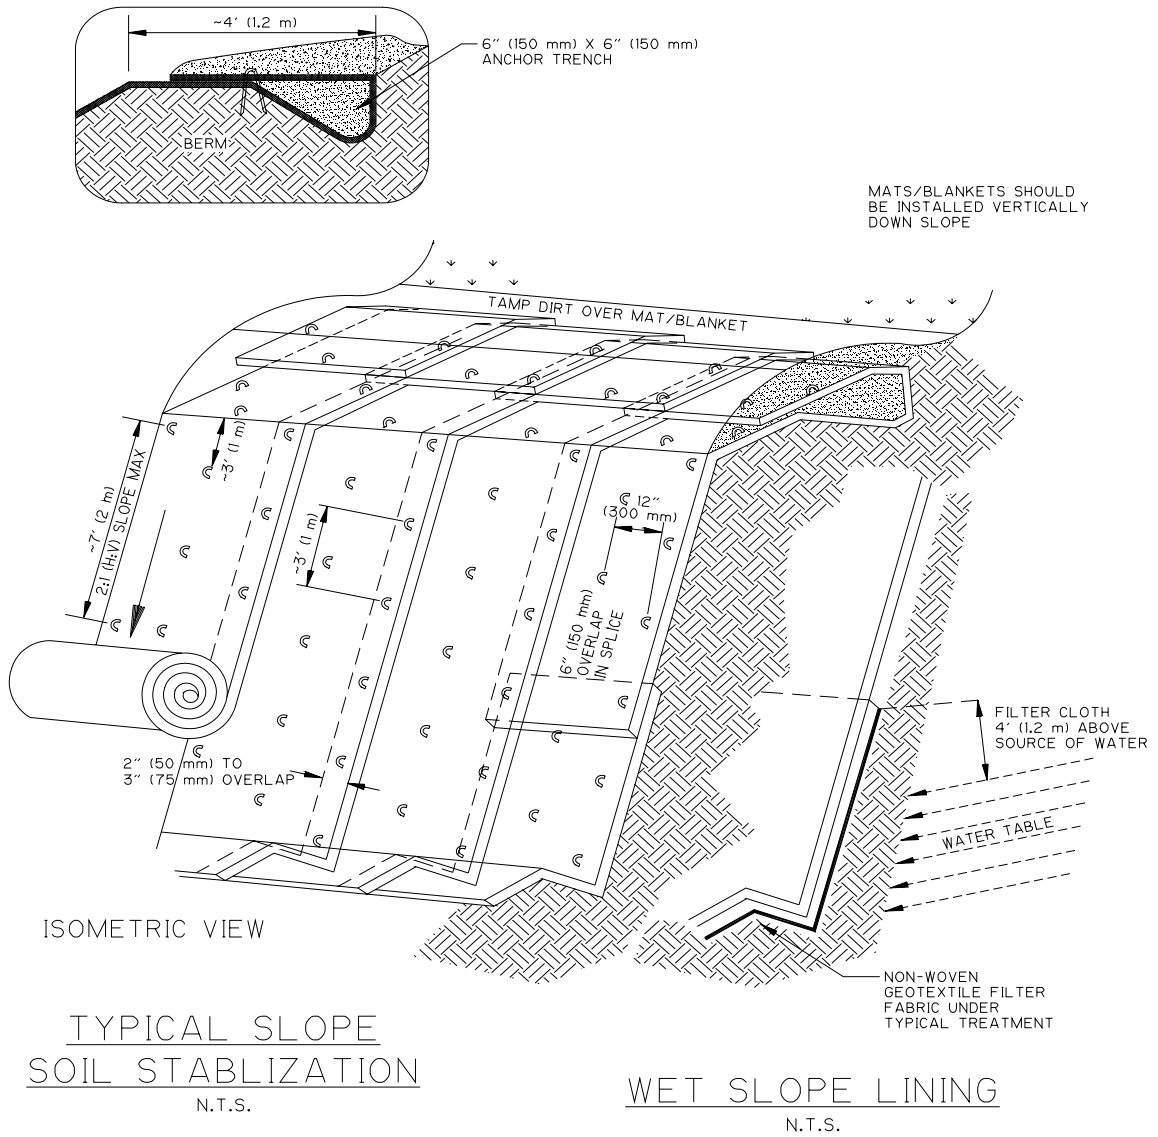 ~4' (1.2 m)
6" (150 mm) X 6" (150 mm)
ANCHOR TRENCH
BERM
MATS/BLANKETS SHOULD
BE INSTALLED VERTICALLY
DOWN SLOPE
TAMP DIRT OVER MAT/BLANKET
~3' (1 m)
~7' (2 m)
2:1 (H:V) SLOPE MAX
~3' (1 m)
12"
(300 mm)
6" (150 mm)
OVERLAP
IN SPLICE
2" (50 mm) TO
3" (75 mm) OVERLAP
FILTER CLOTH
4' (1.2 m) ABOVE
SOURCE OF WATER
WATER TABLE
ISOMETRIC VIEW
NON-WOVEN
GEOTEXTILE FILTER
FABRIC UNDER
TYPICAL TREATMENT
TYPICAL SLOPE
SOIL STABLIZATION
N.T.S.
WET SLOPE LINING
N.T.S.